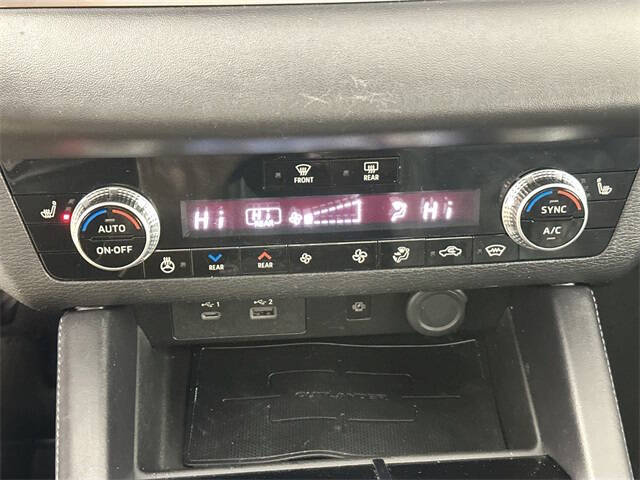 FRONT REAR
AUTO
ON·OFF
Hi REAR Hi
SYNC
A/C
REAR REAR
1 2
OUTLANDER